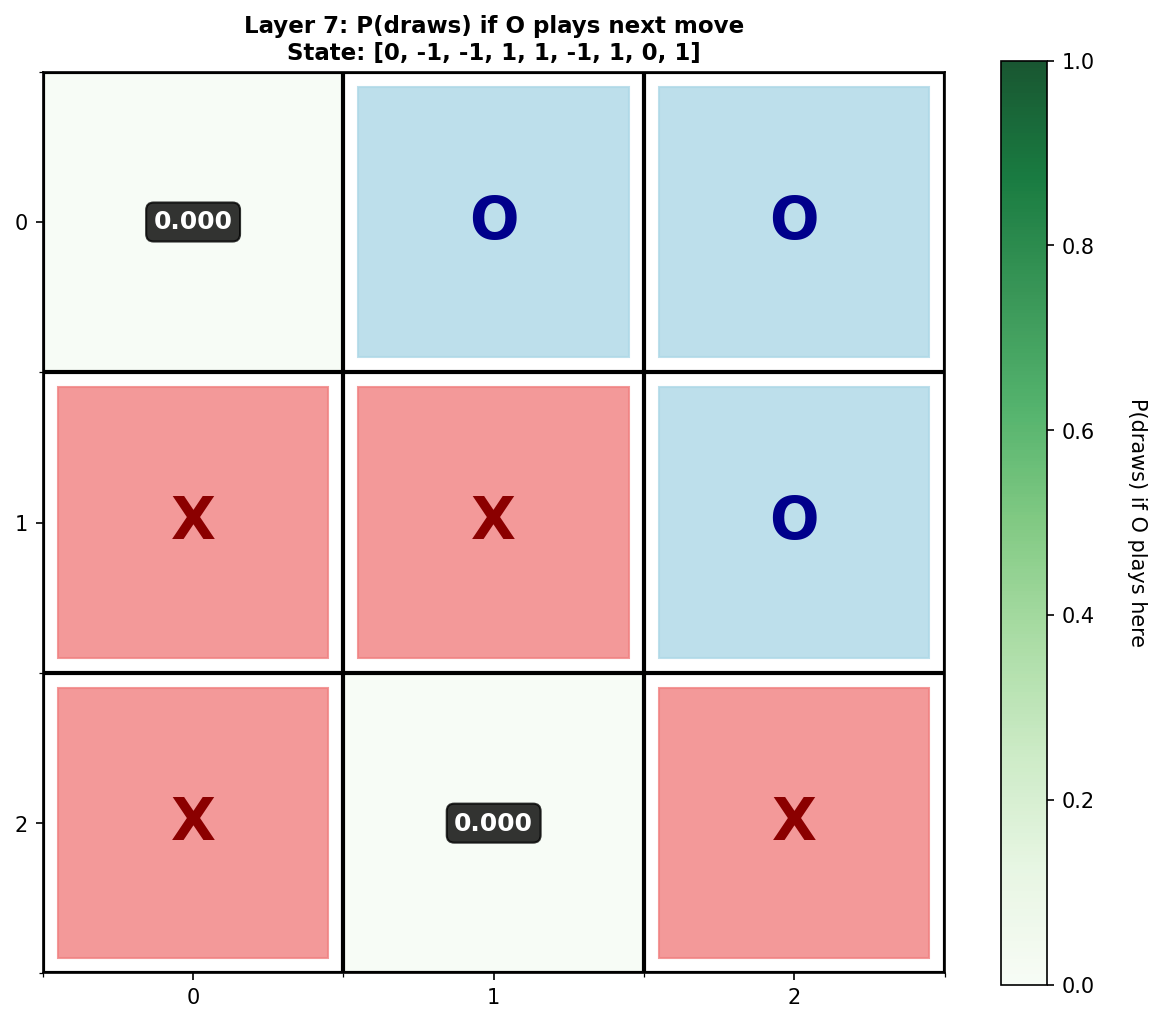 Layer 7: P(draws) if O plays next move
State: [0, -1, -1, 1, 1, -1, 1, 0, 1]
0.000 O O
X X O
X 0.000 X
0
1
2
0 1 2
1.0
0.8
0.6
0.4
0.2
0.0
P(draws) if O plays here